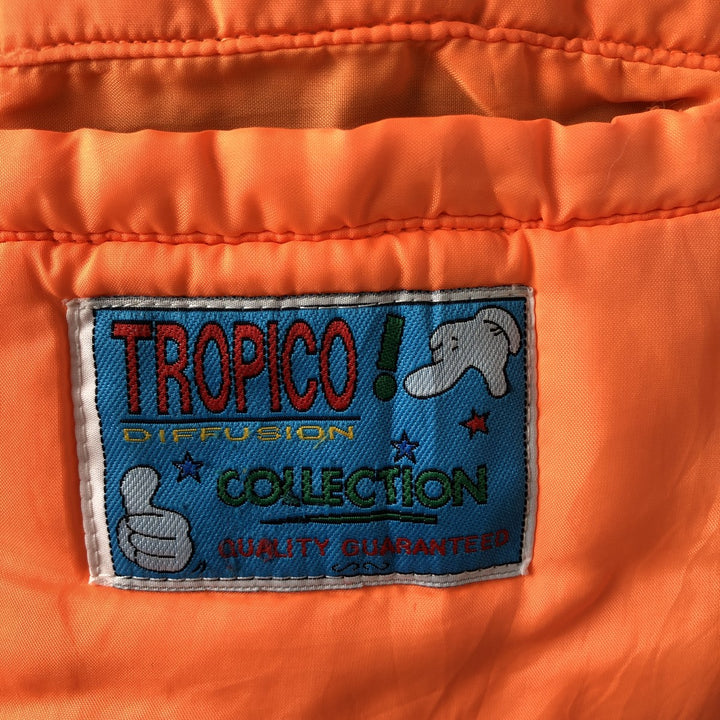 TROPICO!
DIFFUSION
COLLECTION
QUALITY GUARANTEED